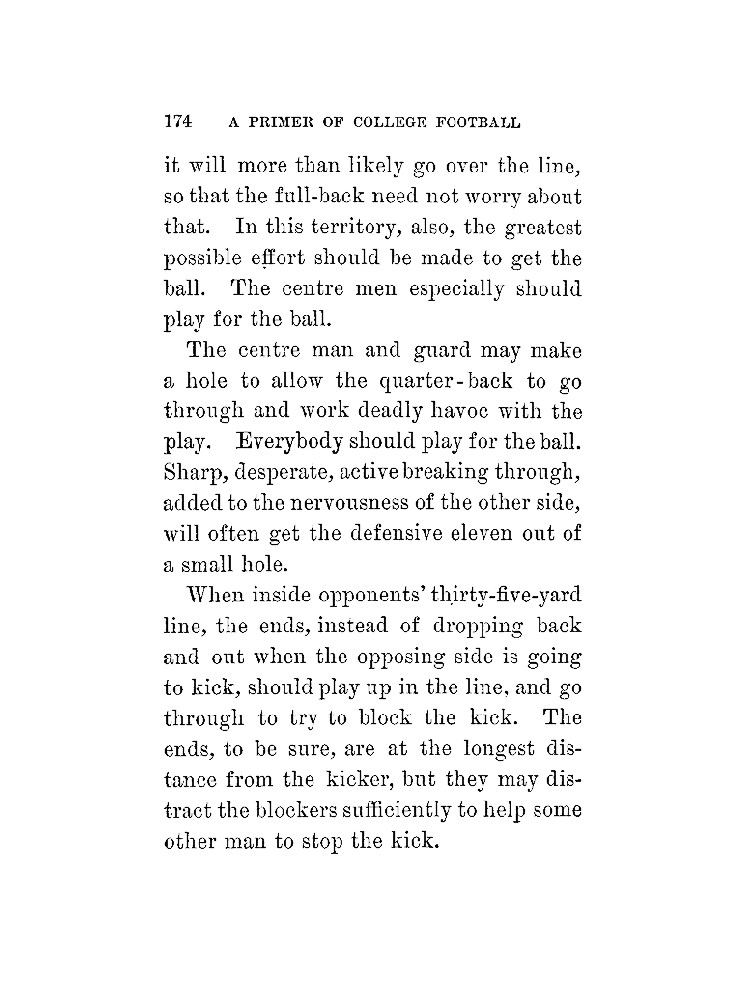 174 A PRIMER OF COLLEGE FOOTBALL
it will more than likely go over the line,
so that the full-back need not worry about
that. In this territory, also, the greatest
possible effort should be made to get the
ball. The centre men especially should
play for the ball.
The centre man and guard may make
a hole to allow the quarter-back to go
through and work deadly havoc with the
play. Everybody should play for the ball.
Sharp, desperate, active breaking through,
added to the nervousness of the other side,
will often get the defensive eleven out of
a small hole.
When inside opponents' thirty-five-yard
line, the ends, instead of dropping back
and out when the opposing side is going
to kick, should play up in the line, and go
through to try to block the kick. The
ends, to be sure, are at the longest dis-
tance from the kicker, but they may dis-
tract the blockers sufficiently to help some
other man to stop the kick.